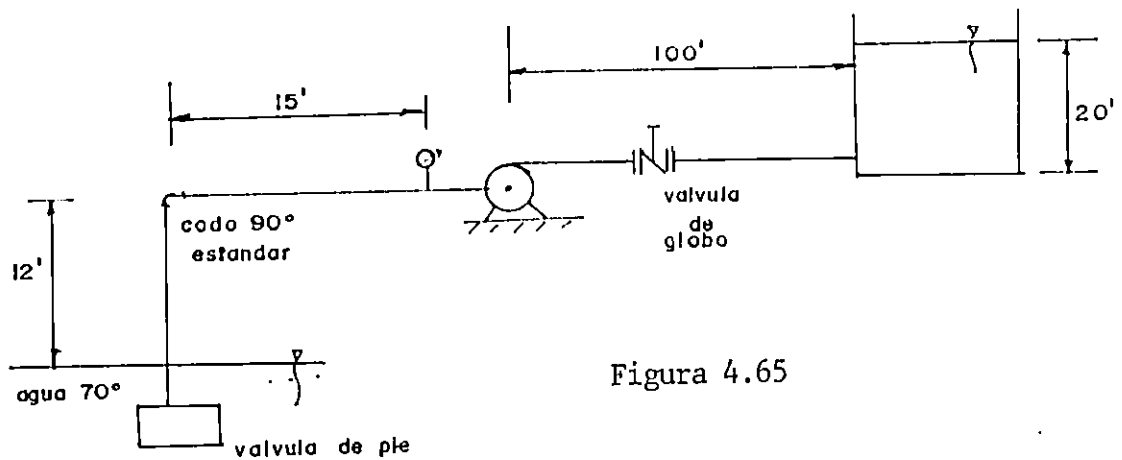 100'
15'
20'
codo 90°
estandar
valvula
de
globo
12'
agua 70°
valvula de pie
Figura 4.65